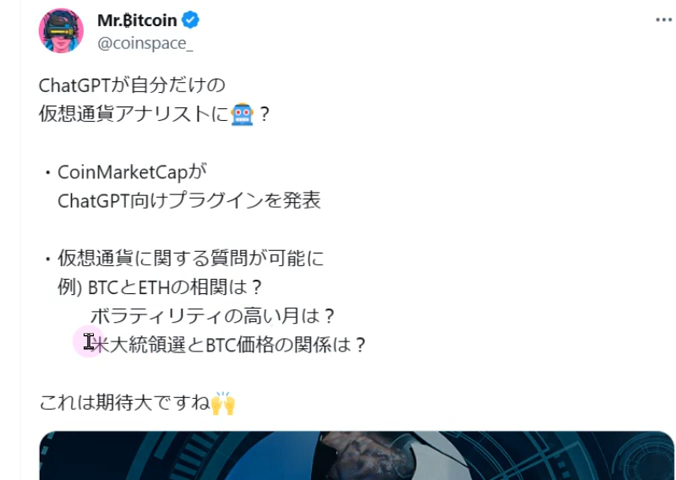 Mr.₿itcoin
@coinspace_
ChatGPTが自分だけの
仮想通貨アナリストに🤖？
・CoinMarketCapが
ChatGPT向けプラグインを発表
・仮想通貨に関する質問が可能に
例) BTCとETHの相関は？
ボラティリティの高い月は？
米大統領選とBTC価格の関係は？
これは期待大ですね🙌